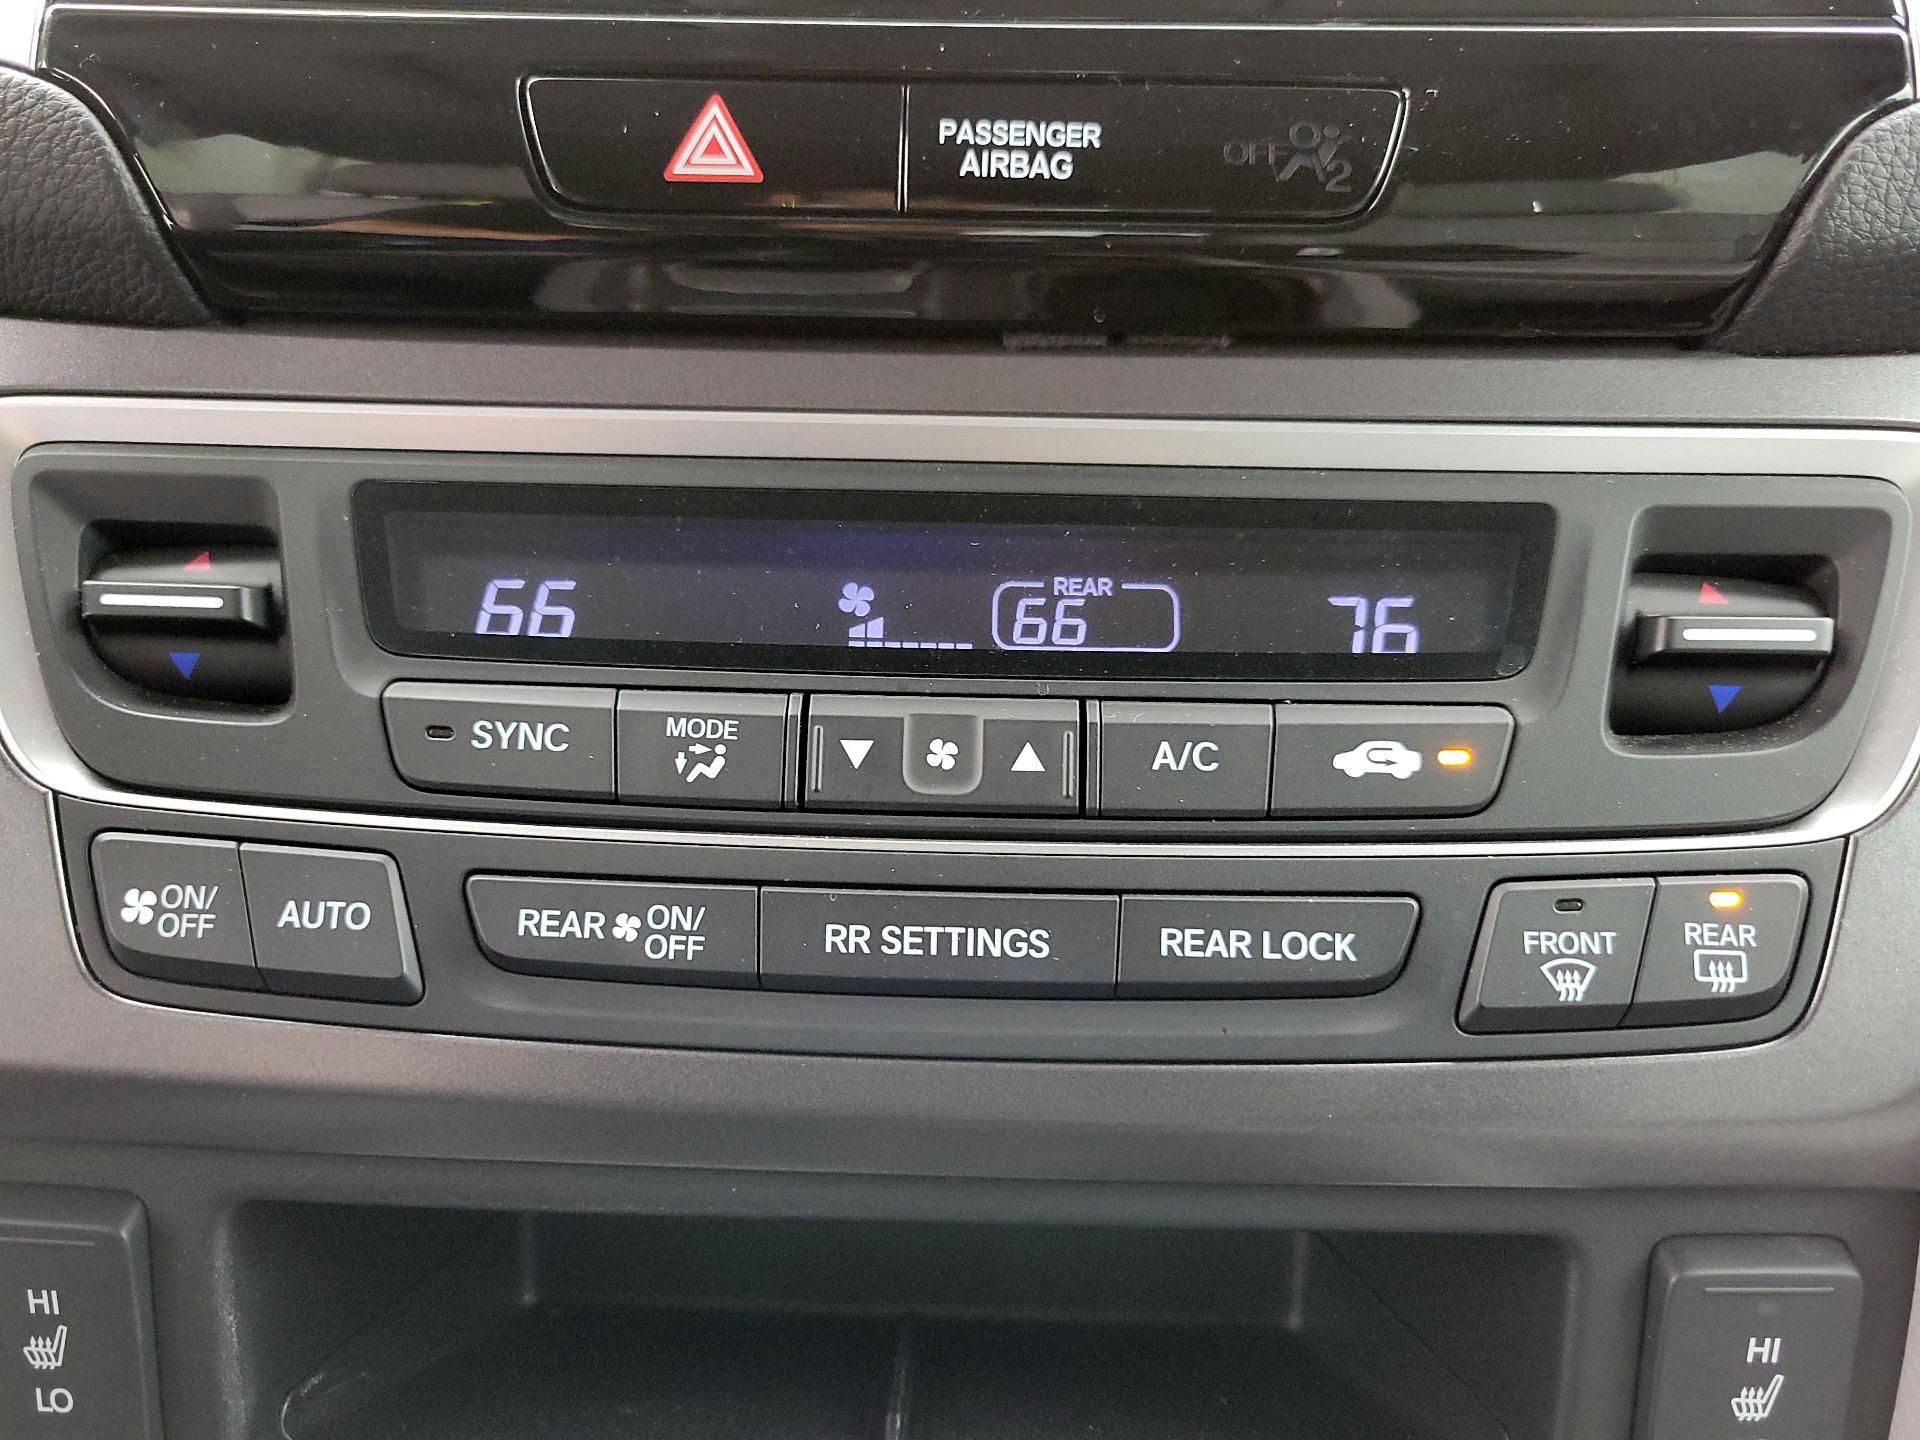 PASSENGER
AIRBAG
OFF
2
66
REAR
66
76
SYNC
MODE
A/C
ON/
OFF
AUTO
REAR ON/
OFF
RR SETTINGS
REAR LOCK
FRONT
REAR
HI
LO
HI